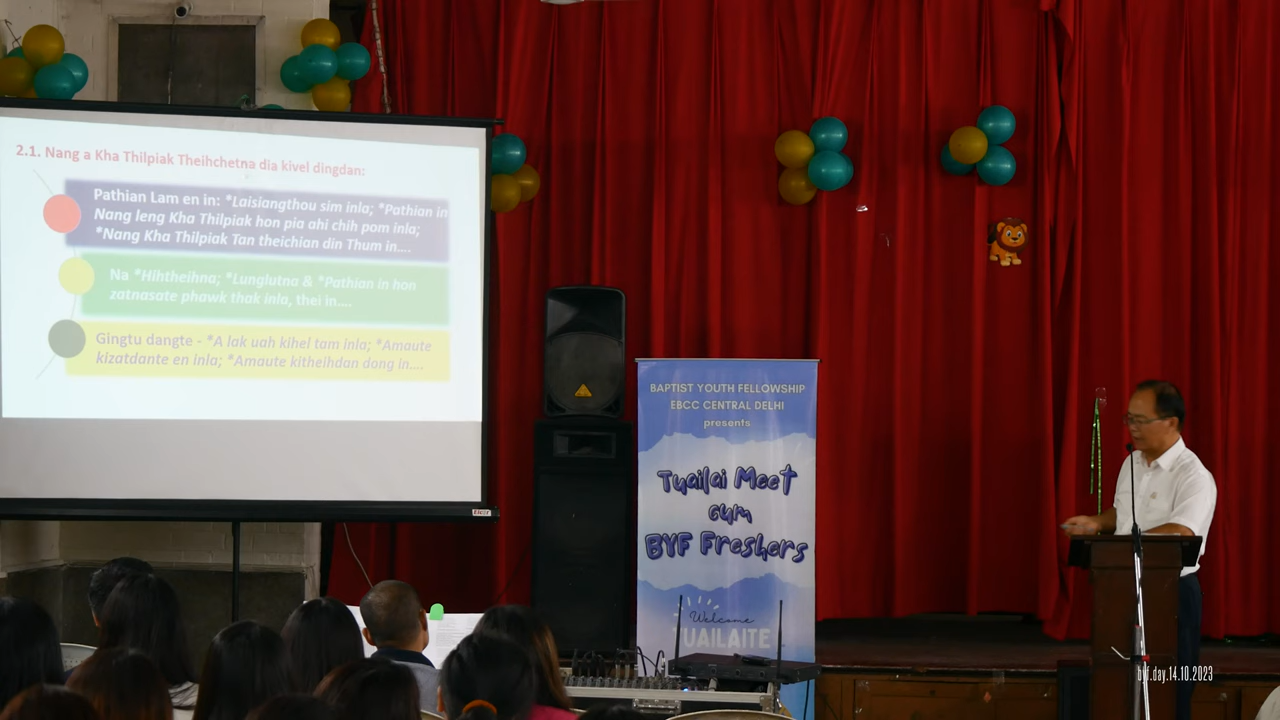 2.1. Nang a Kha Thilpiak Theihchetna dia kivel dingdan:
Pathian Lam en in: *Laisiangthou sim inla; *Pathian in
Nang leng Kha Thilpiak hon pia ahi chih pom inla;
*Nang Kha Thilpiak Tan theichian din Thum in....
Na *Hihtheihna; *Lunglutna & *Pathian in hon
zatnasate phawk thak inla, thei in....
Gingtu dangte - *A lak uah kihel tam inla; *Amaute
kizatdante en inla; *Amaute kitheihdan dong in....
BAPTIST YOUTH FELLOWSHIP
EBCC CENTRAL DELHI
presents
Tuailai Meet
cum
BYF Freshers
Welcome
TUAILAITE
byf.day.14.10.2023